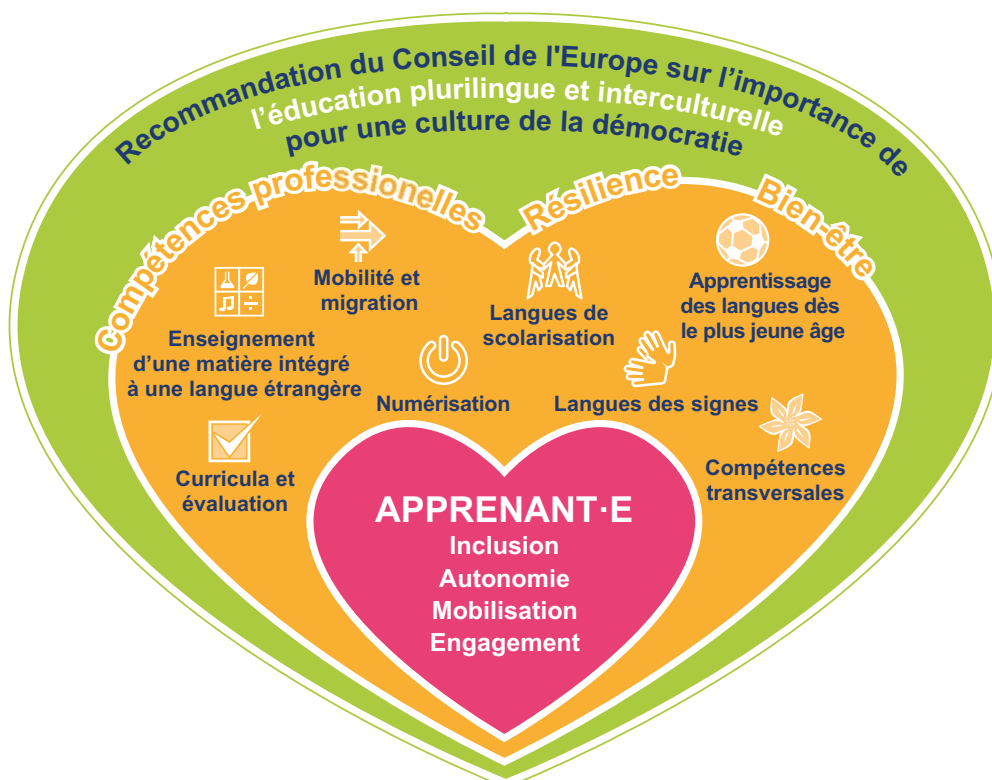 Recommandation du Conseil de l'Europe sur l’importance de
l’éducation plurilingue et interculturelle
pour une culture de la démocratie
Compétences professionelles
Résilience
Bien-être
Mobilité et
migration
Enseignement
d’une matière intégré
à une langue étrangère
Langues de
scolarisation
Apprentissage
des langues dès
le plus jeune âge
Numérisation
Langues des signes
Curricula et
évaluation
Compétences
transversales
APPRENANT·E
Inclusion
Autonomie
Mobilisation
Engagement